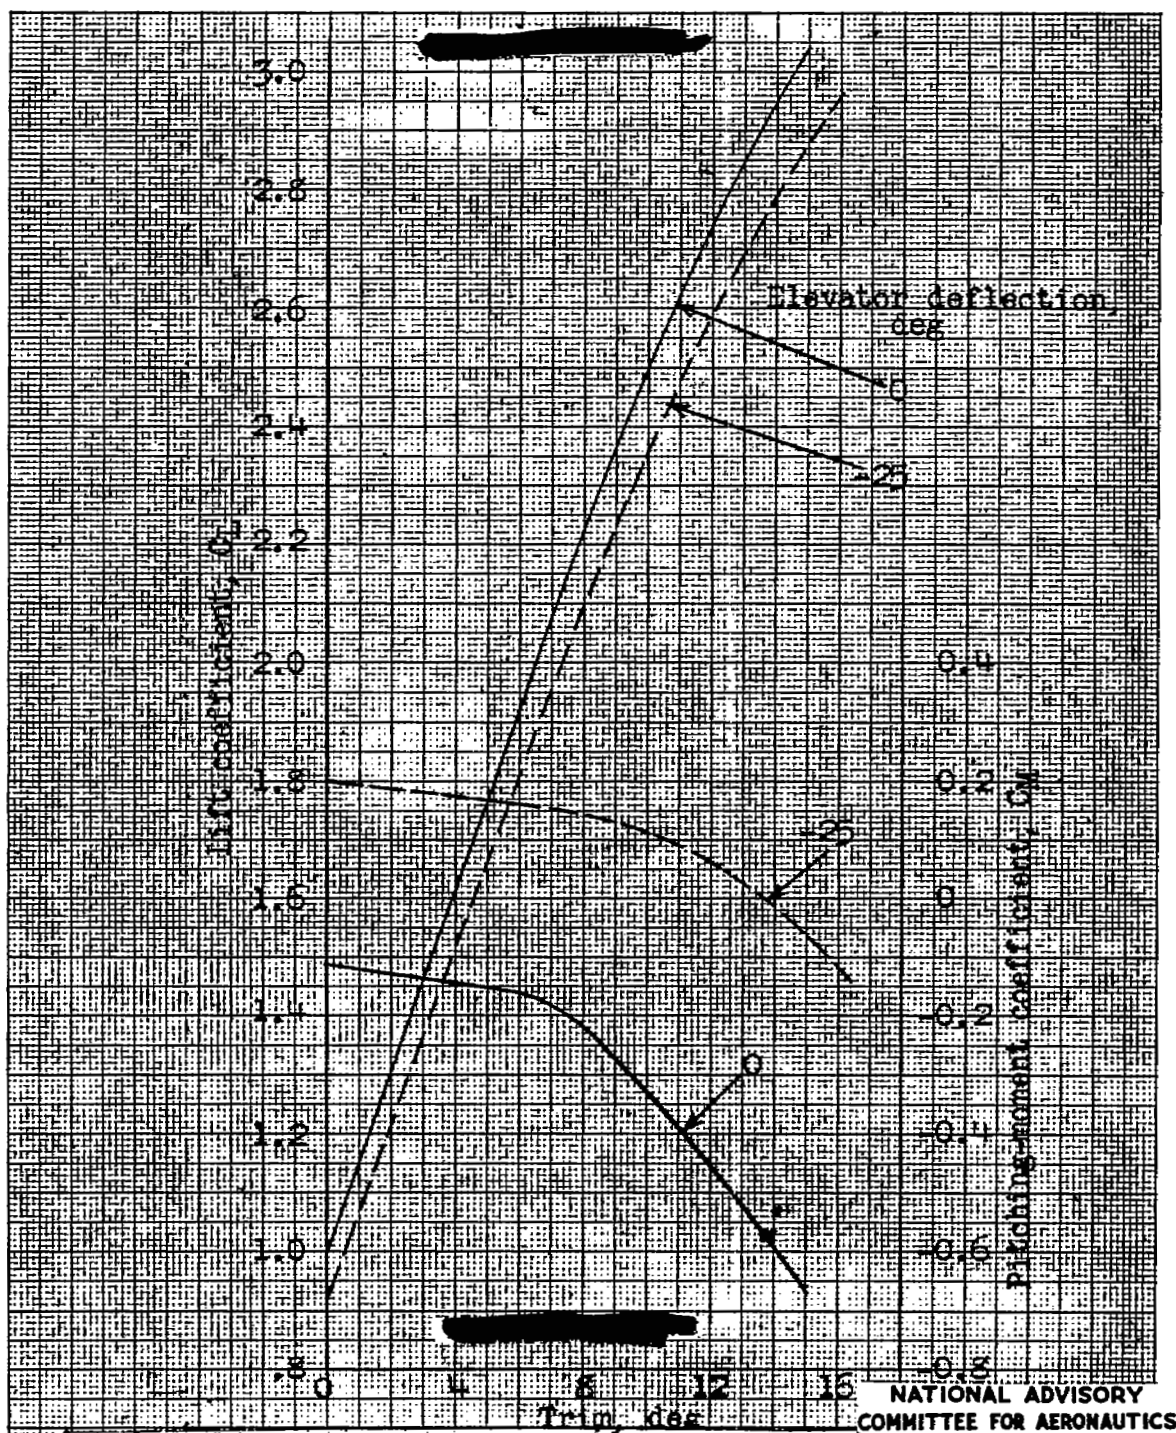 3.0
2.8
2.6
2.4
2.2
2.0
1.8
1.6
1.4
1.2
1.0
.8
Lift coefficient, CL
Elevator deflection,
deg
0
-25
-25
0
0.4
0.2
0
-0.2
-0.4
-0.6
-0.8
Pitching-moment coefficient, CM
0 4 8 12 16
Trim, deg
NATIONAL ADVISORY
COMMITTEE FOR AERONAUTICS